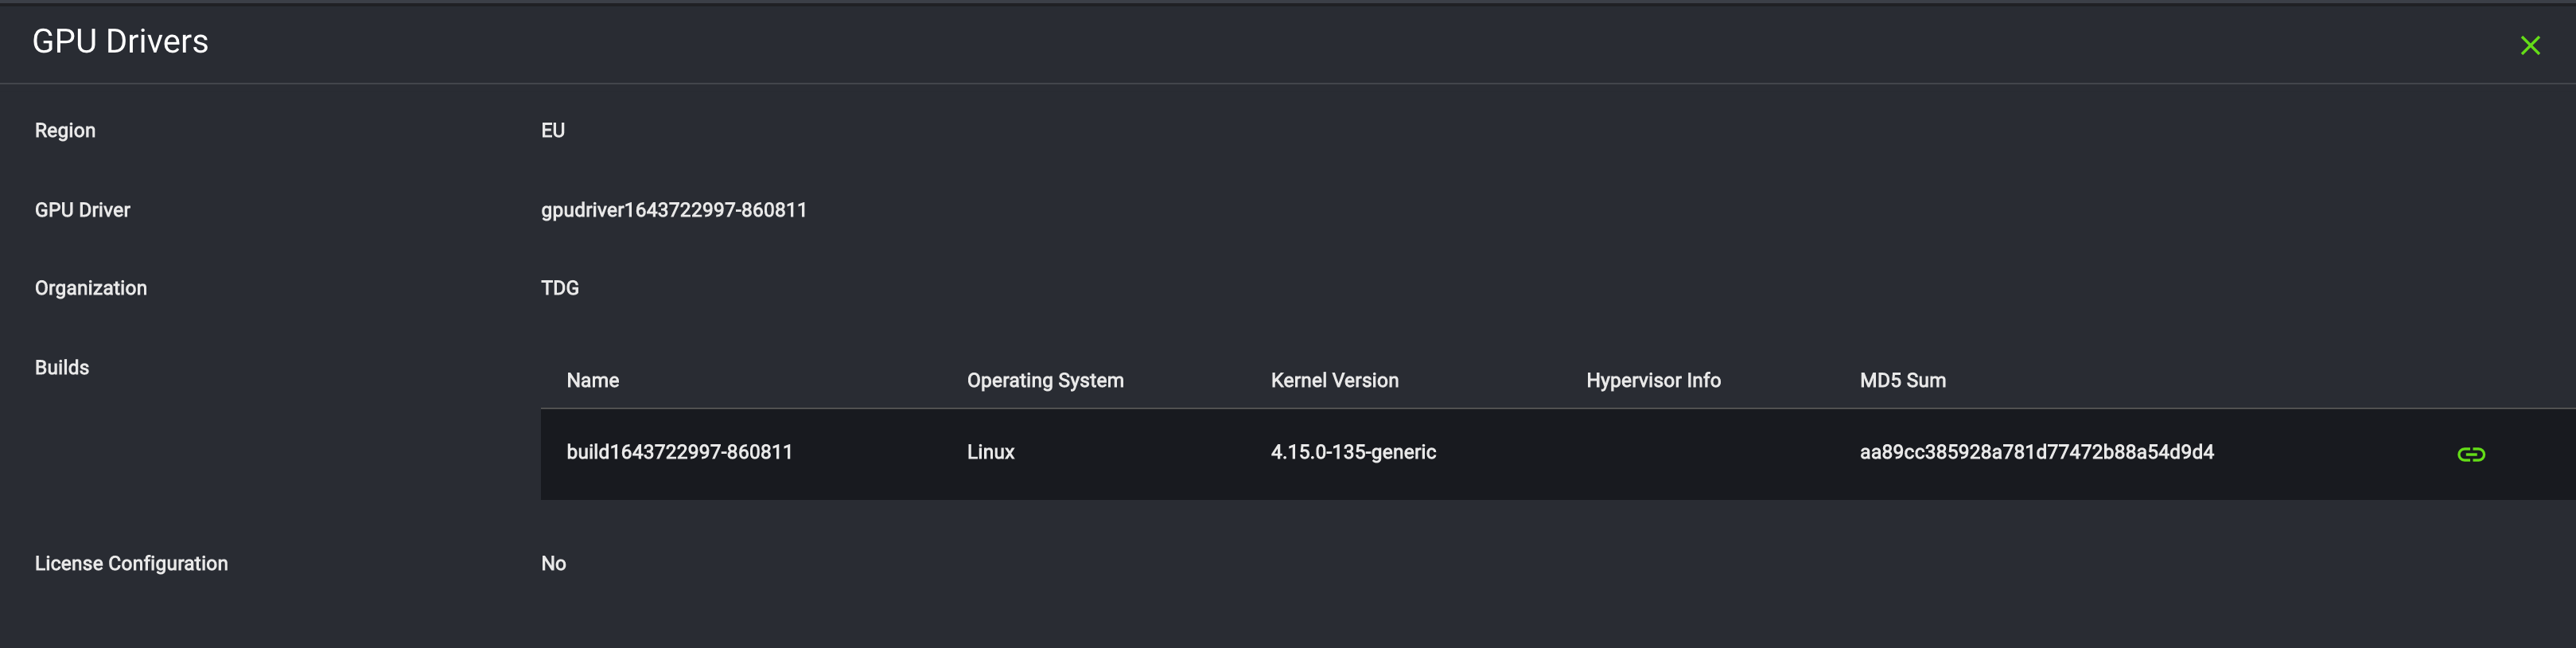 GPU Drivers
Region EU
GPU Driver gpudriver1643722997-860811
Organization TDG
Builds
Name Operating System Kernel Version Hypervisor Info MD5 Sum
build1643722997-860811 Linux 4.15.0-135-generic aa89cc385928a781d77472b88a54d9d4
License Configuration No